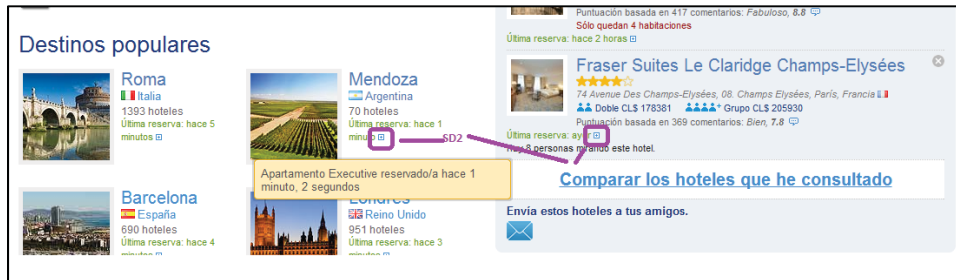 Destinos populares
Roma
Italia
1393 hoteles
Última reserva: hace 5
minutos
Mendoza
Argentina
70 hoteles
Última reserva: hace 1
minuto
SD2
Apartamento Executive reservado/a hace 1
minuto, 2 segundos
Barcelona
España
690 hoteles
Última reserva: hace 4
minutos
Londres
Reino Unido
951 hoteles
Última reserva: hace 3
minutos
Puntuación basada en 417 comentarios: Fabuloso, 8.8
Sólo quedan 4 habitaciones
Última reserva: hace 2 horas
Fraser Suites Le Claridge Champs-Elysées
74 Avenue Des Champs-Elysées, 08. Champs Elysées, París, Francia
Doble CL$ 178381 + Grupo CL$ 205930
Puntuación basada en 369 comentarios: Bien, 7.8
Última reserva: ayer
Hay 8 personas mirando este hotel.
Comparar los hoteles que he consultado
Envía estos hoteles a tus amigos.